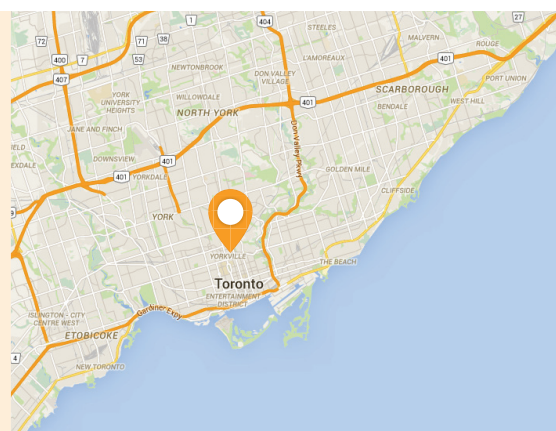 27
1
404
STEELES
72
71
38
MALVERN
ROUGE
400
7
53
L'AMOREAUX
401
401
NEWTONBROOK
DON VALLEY
VILLAGE
PORT UNION
407
YORK
UNIVERSITY
HEIGHTS
WILLOWDALE
SCARBOROUGH
401
WEST HILL
NORTH YORK
BENDALE
JANE AND FINCH
Don Valley Pkwy
DOWNSVIEW
401
YORKDALE
GOLDEN MILE
401
CLIFFSIDE
YORK
YORKVILLE
THE BEACH
Toronto
ENTERTAINMENT
DISTRICT
Gardiner Expy
ISLINGTON - CITY
CENTRE WEST
ETOBICOKE
4
NEW TORONTO